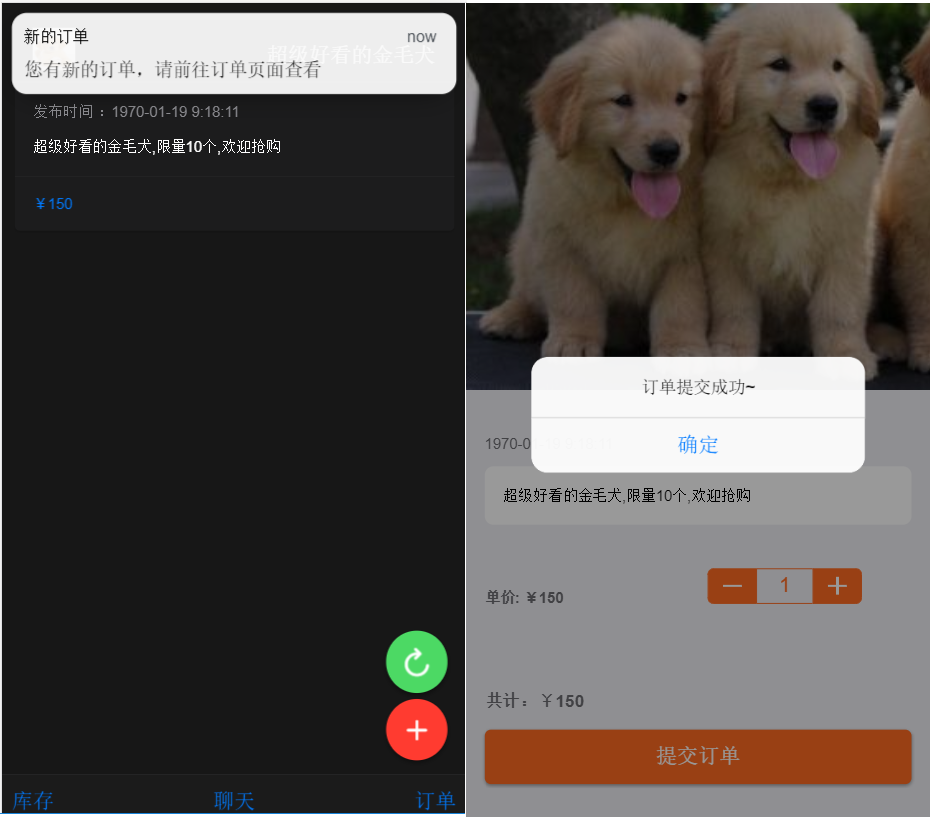 新的订单
now
超级好看的金毛犬
您有新的订单，请前往订单页面查看
发布时间：1970-01-19 9:18:11
超级好看的金毛犬,限量10个,欢迎抢购
￥150
库存
聊天
订单
订单提交成功~
确定
1970-0
超级好看的金毛犬,限量10个,欢迎抢购
单价: ￥150
1
共计：￥150
提交订单